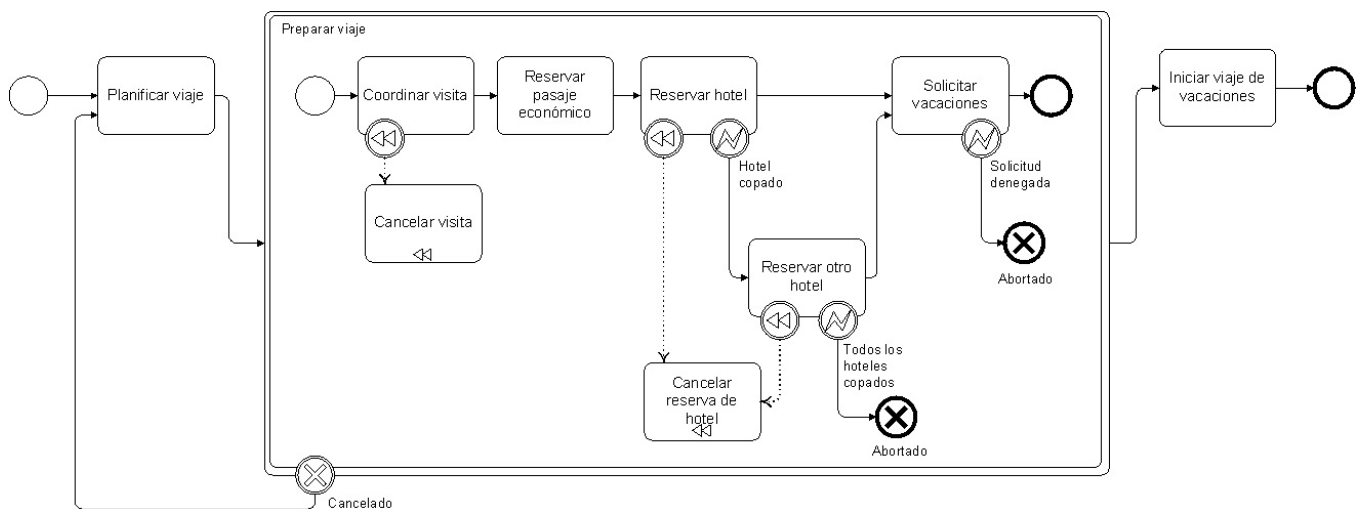 Preparar viaje
Planificar viaje
Coordinar visita
Reservar
pasaje
económico
Reservar hotel
Solicitar
vacaciones
Iniciar viaje de
vacaciones
Hotel
copado
Solicitud
denegada
Cancelar visita
Reservar otro
hotel
Abortado
Todos los
hoteles
copados
Cancelar
reserva de
hotel
Abortado
Cancelado